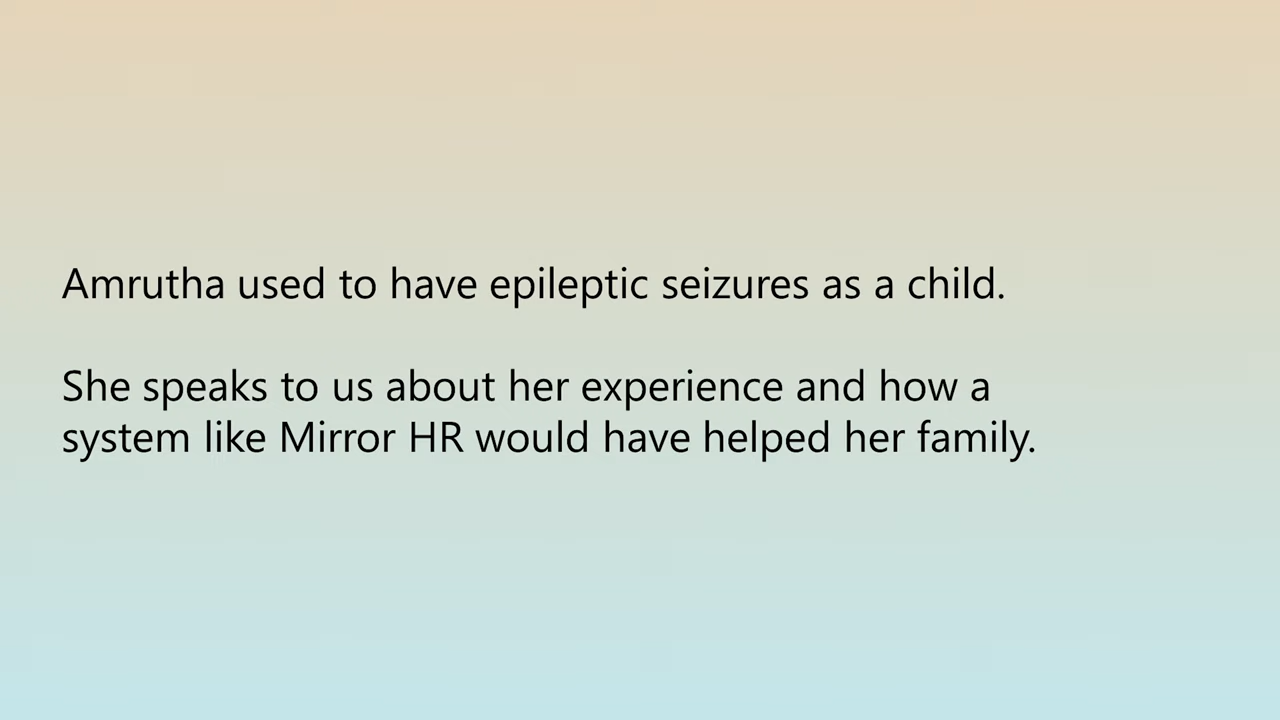 Amrutha used to have epileptic seizures as a child.
She speaks to us about her experience and how a
system like Mirror HR would have helped her family.